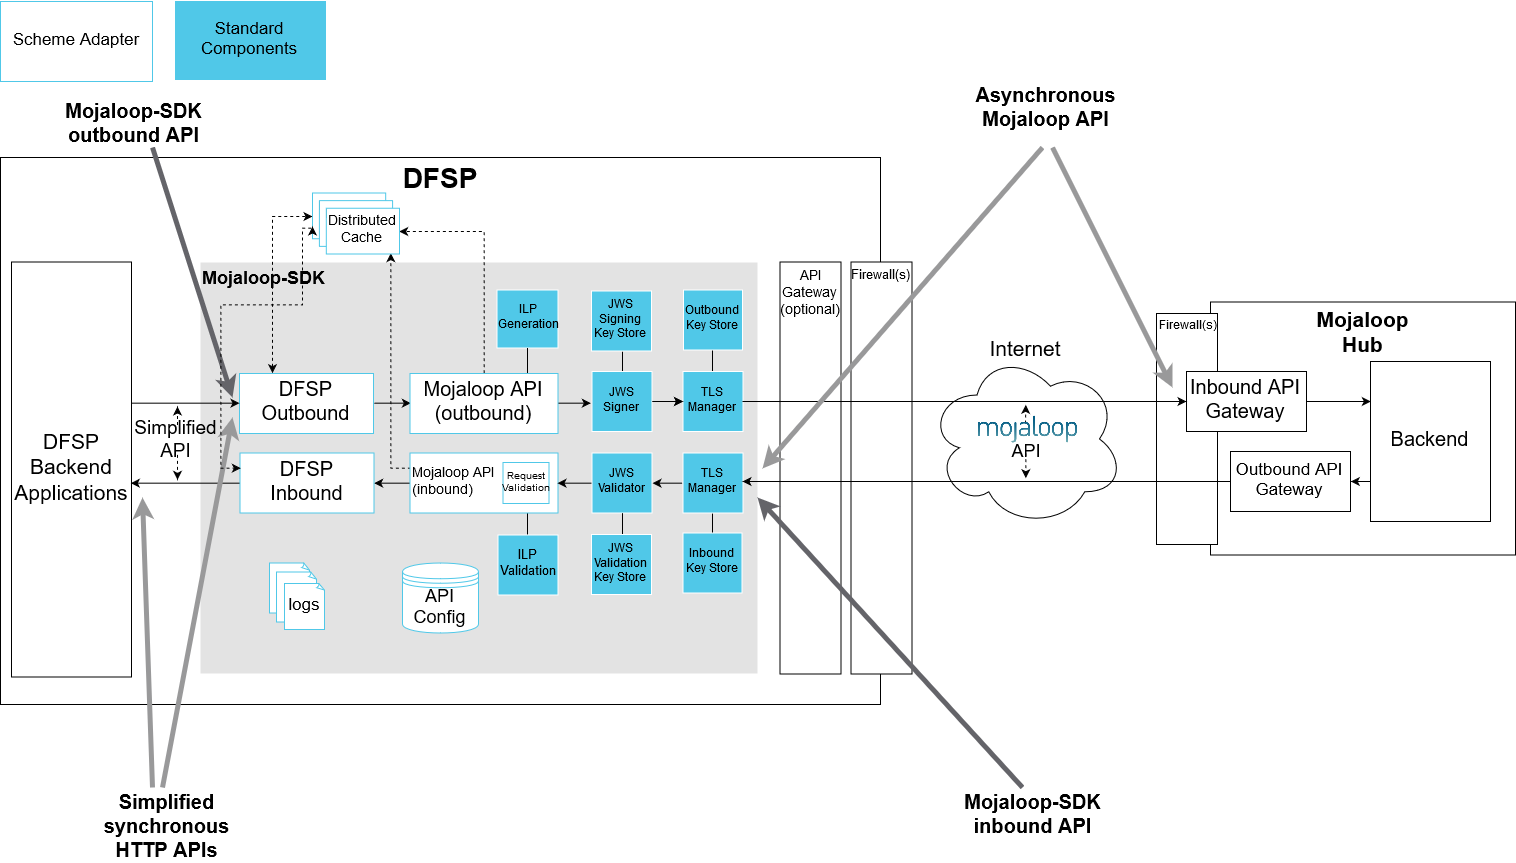 Scheme Adapter
Standard
Components
Mojaloop-SDK
outbound API
Asynchronous
Mojaloop API
DFSP
Distributed
Cache
Mojaloop-SDK
API
Gateway
(optional)
Firewall(s)
ILP
Generation
JWS
Signing
Key Store
Outbound
Key Store
Firewall(s)
Mojaloop
Hub
Internet
DFSP
Outbound
Mojaloop API
(outbound)
JWS
Signer
TLS
Manager
Inbound API
Gateway
Simplified
API
mojaloop
API
DFSP
Backend
Applications
Backend
DFSP
Inbound
Mojaloop API
(inbound)
Request
Validation
JWS
Validator
TLS
Manager
Outbound API
Gateway
ILP
Validation
JWS
Validation
Key Store
Inbound
Key Store
logs
API
Config
Simplified
synchronous
HTTP APIs
Mojaloop-SDK
inbound API